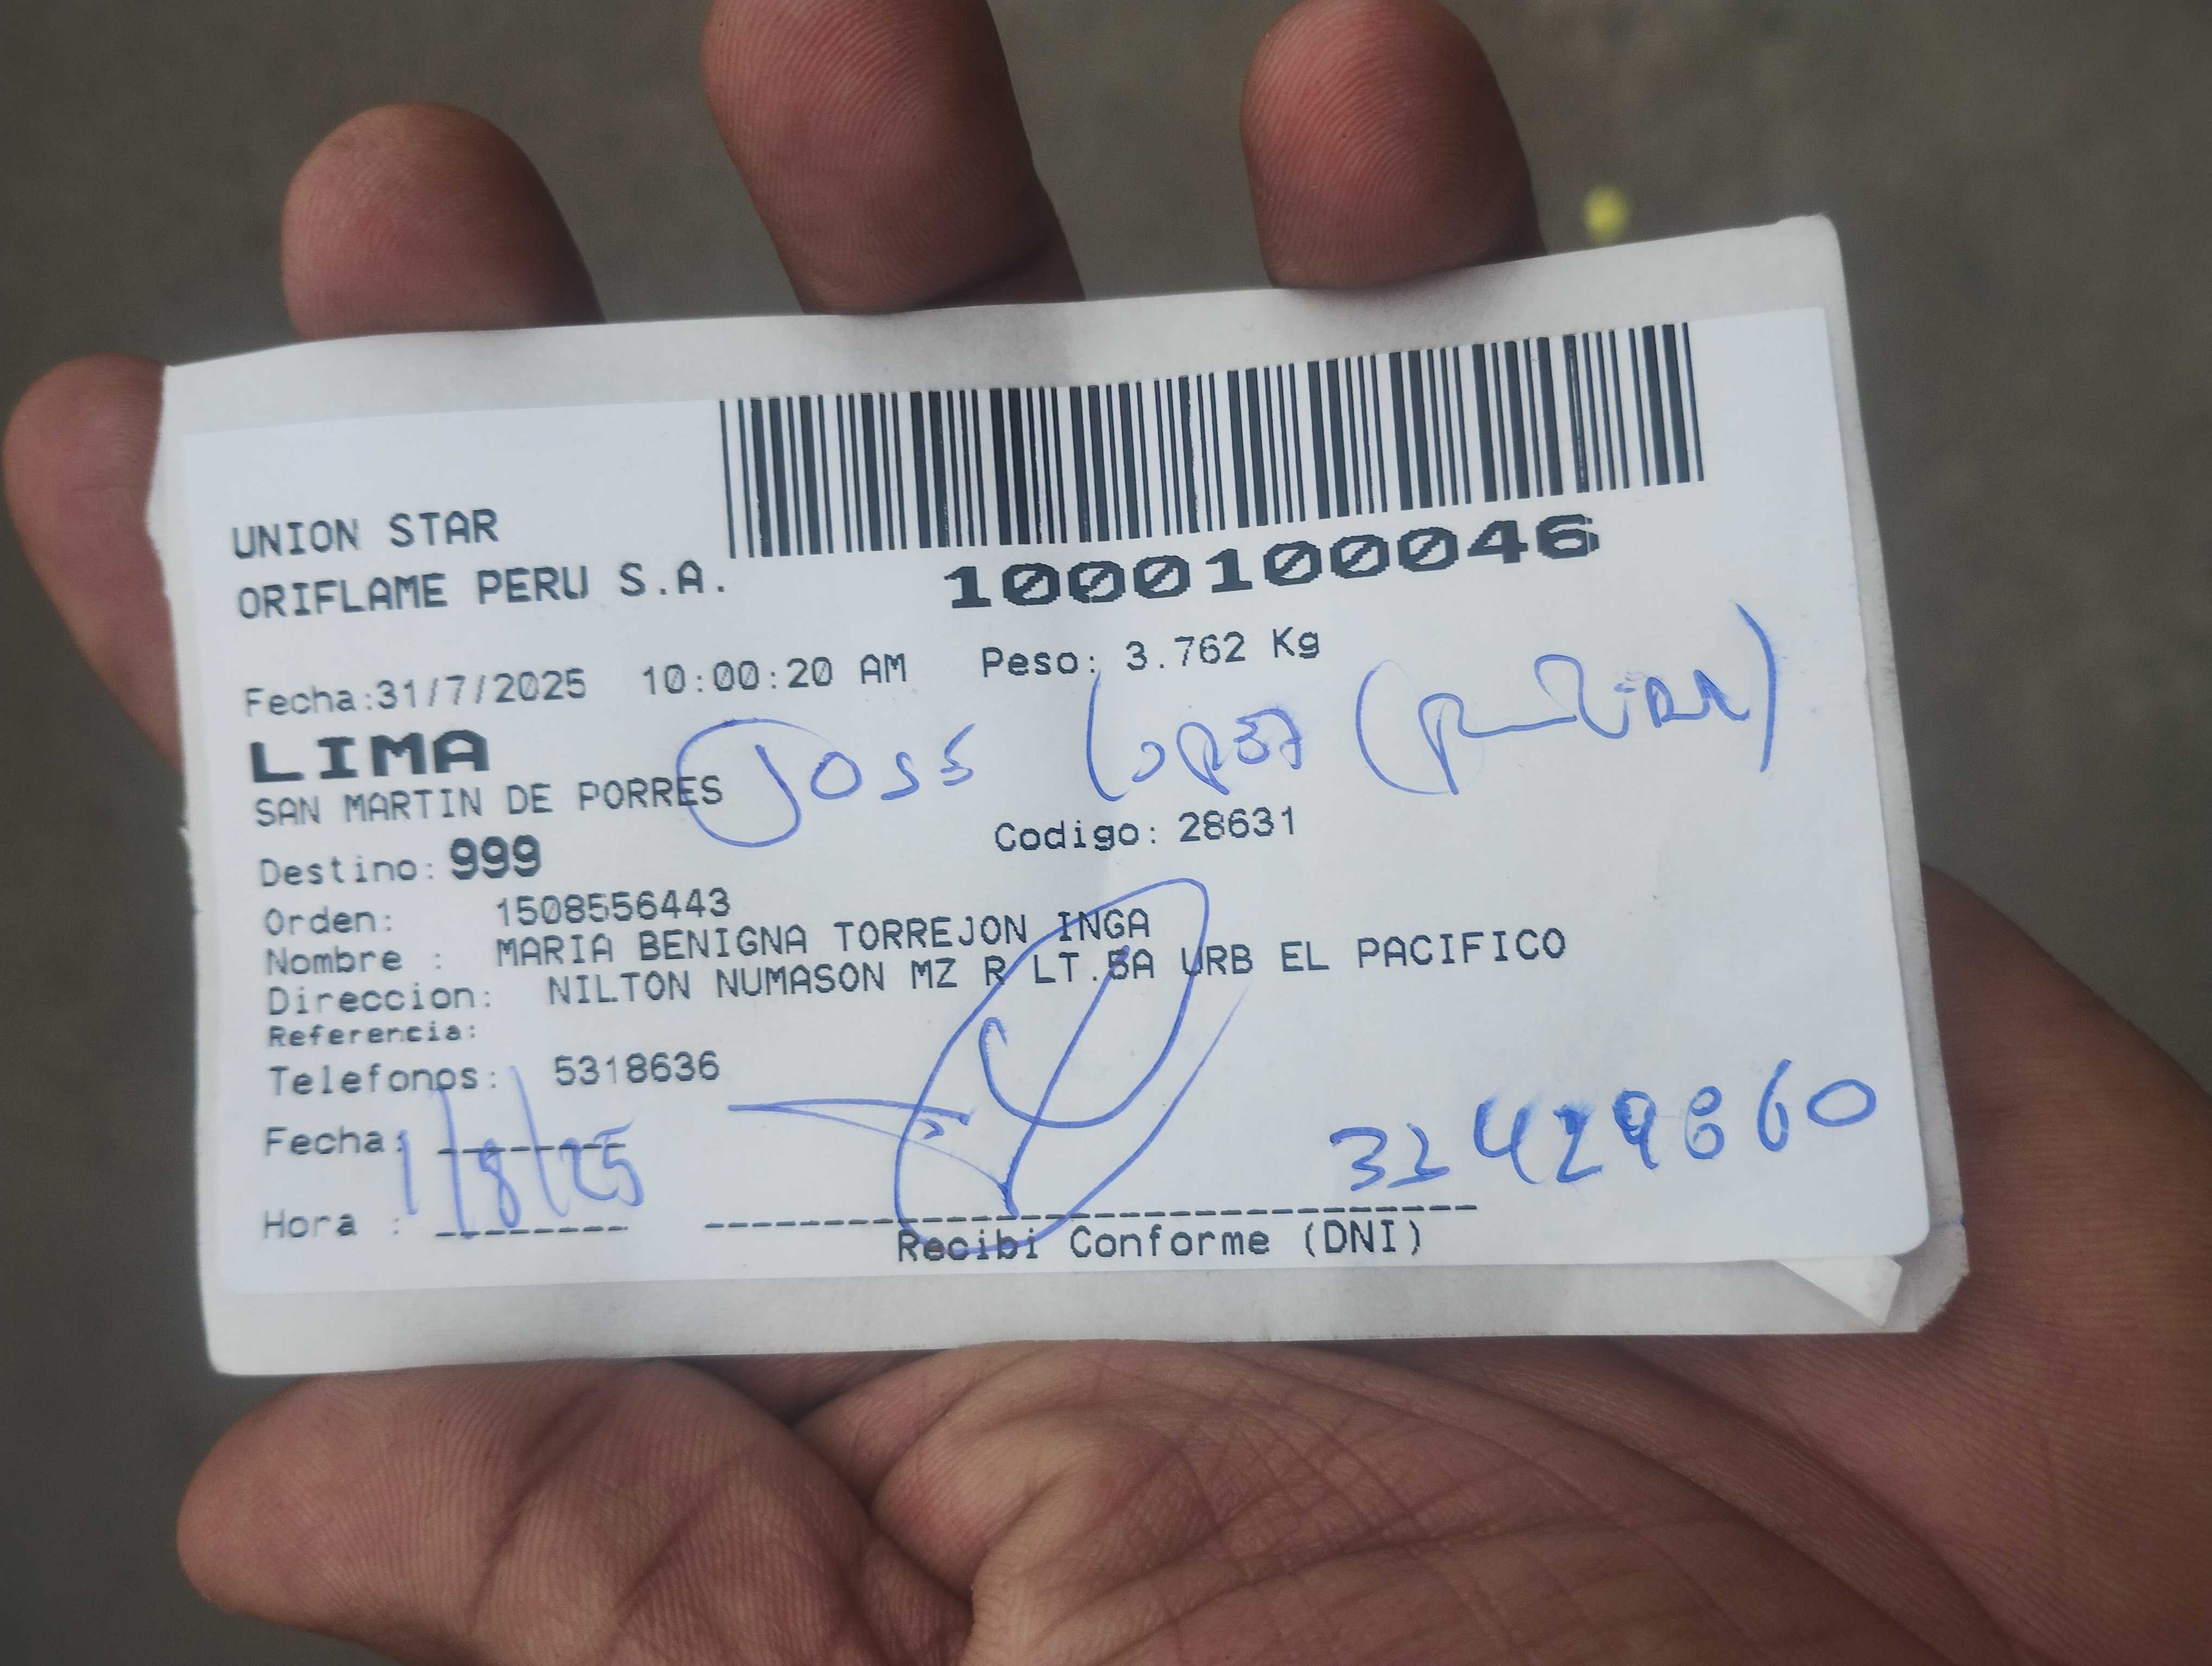 UNION STAR
ORIFLAME PERU S.A.
1000100046
Fecha:31/7/2025 10:00:20 AM Peso: 3.762 Kg
LIMA
SAN MARTIN DE PORRES
Jose Lopez
Destino: 999 Codigo: 28631
Orden: 1508556443
Nombre : MARIA BENIGNA TORREJON INGA
Direccion: NILTON NUMASON MZ R LT.5A URB EL PACIFICO
Referencia:
Telefonos: 5318636
Fecha: 1/8/25
Hora :
Recibi Conforme (DNI)